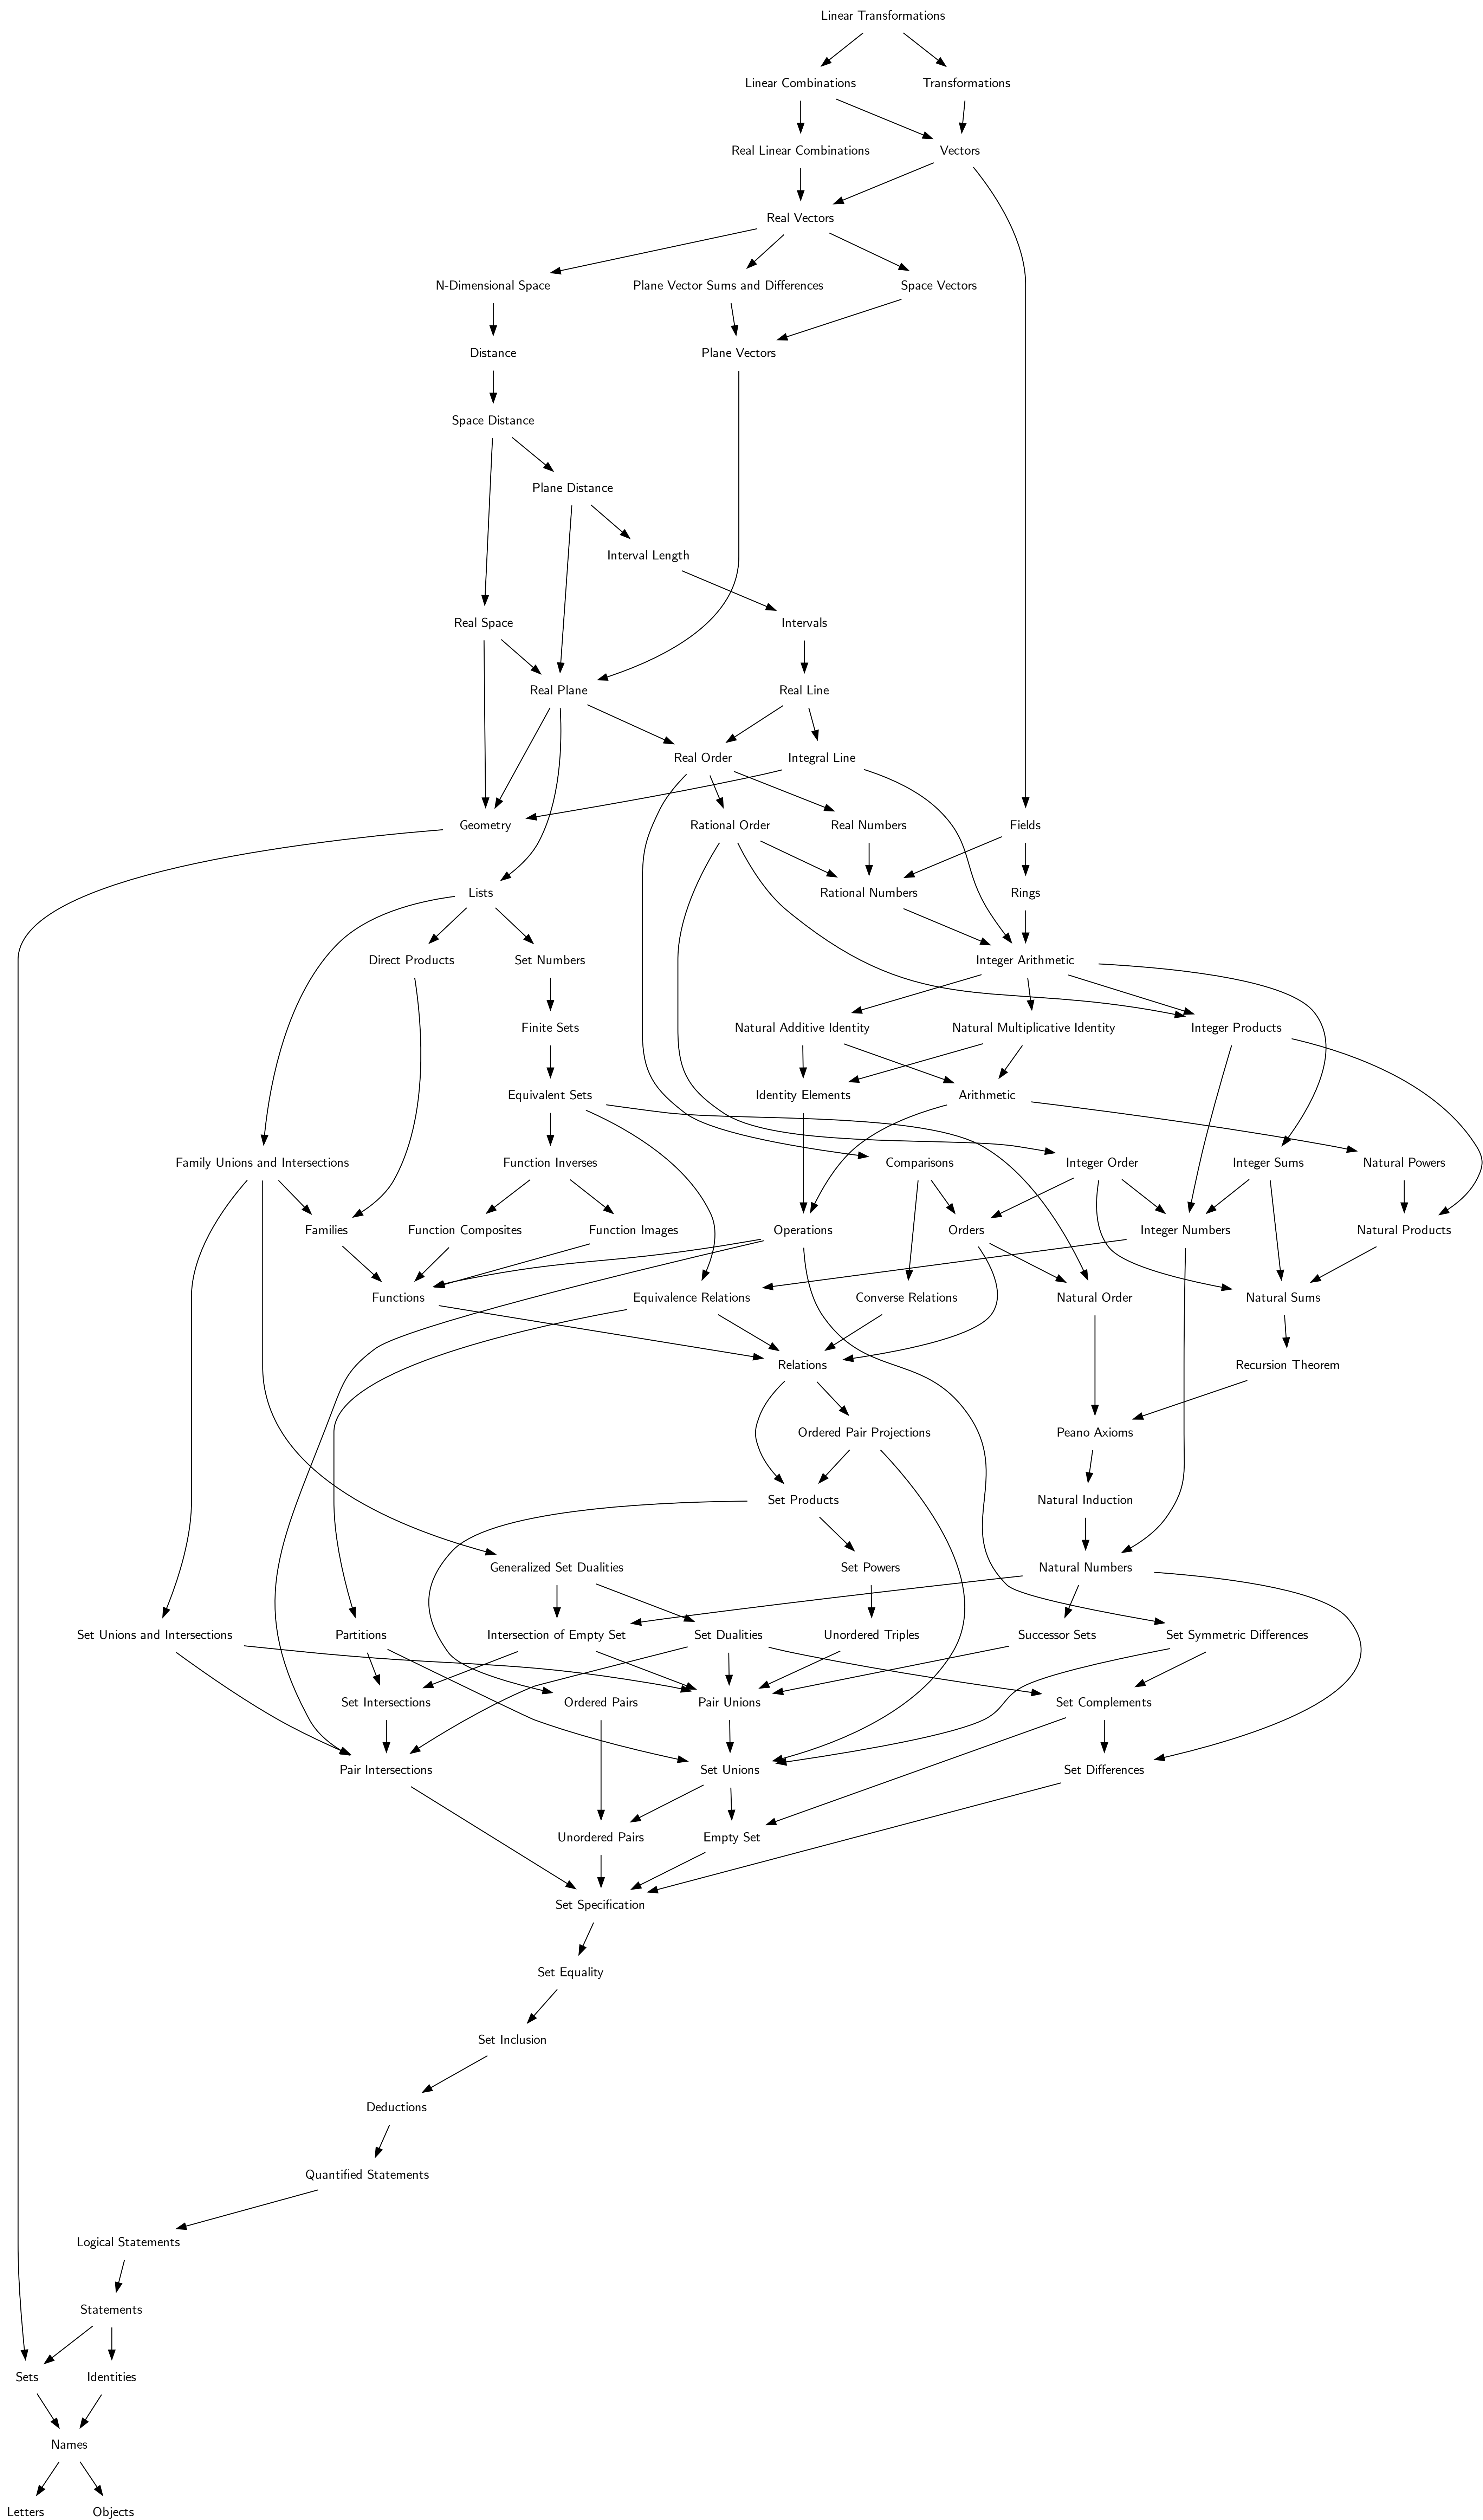 Linear Transformations
Linear Combinations
Transformations
Real Linear Combinations
Vectors
Real Vectors
N-Dimensional Space
Plane Vector Sums and Differences
Space Vectors
Distance
Plane Vectors
Space Distance
Plane Distance
Interval Length
Real Space
Intervals
Real Plane
Real Line
Real Order
Integral Line
Geometry
Rational Order
Real Numbers
Fields
Lists
Rational Numbers
Rings
Direct Products
Set Numbers
Integer Arithmetic
Finite Sets
Natural Additive Identity
Natural Multiplicative Identity
Integer Products
Equivalent Sets
Identity Elements
Arithmetic
Family Unions and Intersections
Function Inverses
Comparisons
Integer Order
Integer Sums
Natural Powers
Families
Function Composites
Function Images
Operations
Orders
Integer Numbers
Natural Products
Functions
Equivalence Relations
Converse Relations
Natural Order
Natural Sums
Relations
Recursion Theorem
Ordered Pair Projections
Peano Axioms
Set Products
Natural Induction
Generalized Set Dualities
Set Powers
Natural Numbers
Set Unions and Intersections
Partitions
Intersection of Empty Set
Set Dualities
Unordered Triples
Successor Sets
Set Symmetric Differences
Set Intersections
Ordered Pairs
Pair Unions
Set Complements
Pair Intersections
Set Unions
Set Differences
Unordered Pairs
Empty Set
Set Specification
Set Equality
Set Inclusion
Deductions
Quantified Statements
Logical Statements
Statements
Sets
Identities
Names
Letters
Objects